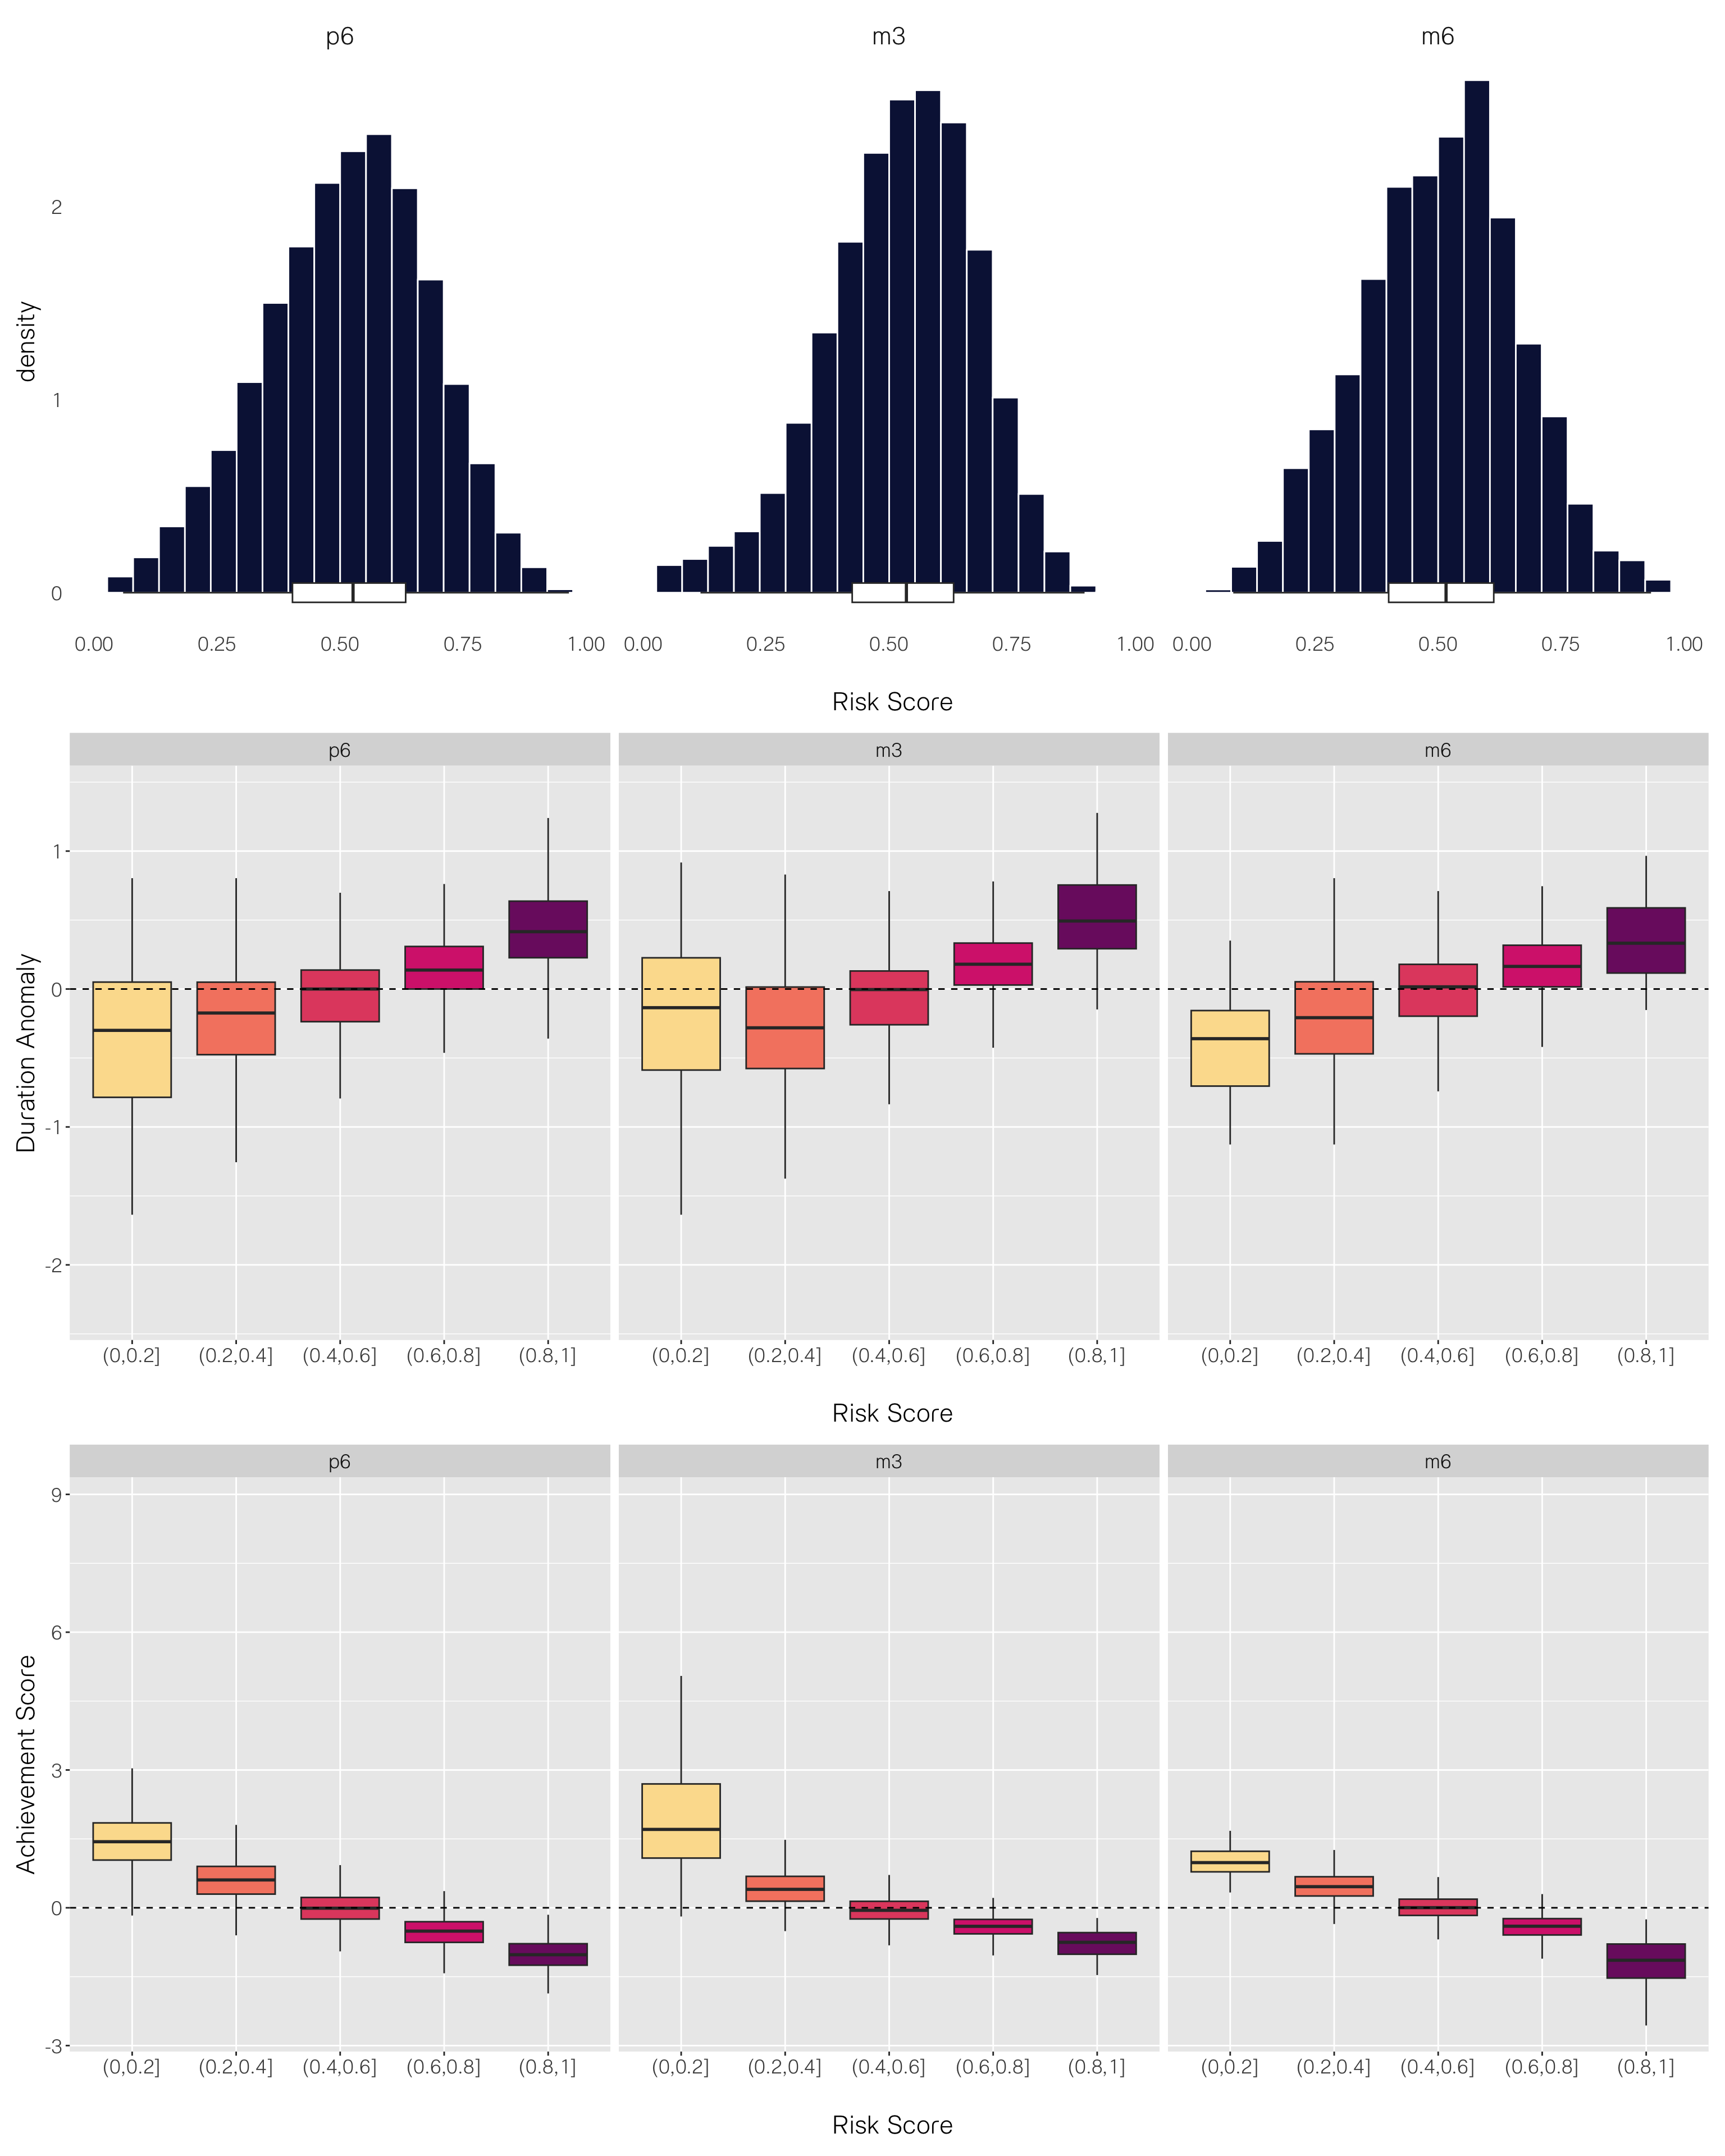 p6 m3 m6
density
2
1
0
0.00 0.25 0.50 0.75 1.00 0.00 0.25 0.50 0.75 1.00 0.00 0.25 0.50 0.75 1.00
Risk Score
p6 m3 m6
Duration Anomaly
1
0
-1
-2
(0,0.2] (0.2,0.4] (0.4,0.6] (0.6,0.8] (0.8,1] (0,0.2] (0.2,0.4] (0.4,0.6] (0.6,0.8] (0.8,1] (0,0.2] (0.2,0.4] (0.4,0.6] (0.6,0.8] (0.8,1]
Risk Score
p6 m3 m6
Achievement Score
9
6
3
0
-3
(0,0.2] (0.2,0.4] (0.4,0.6] (0.6,0.8] (0.8,1] (0,0.2] (0.2,0.4] (0.4,0.6] (0.6,0.8] (0.8,1] (0,0.2] (0.2,0.4] (0.4,0.6] (0.6,0.8] (0.8,1]
Risk Score